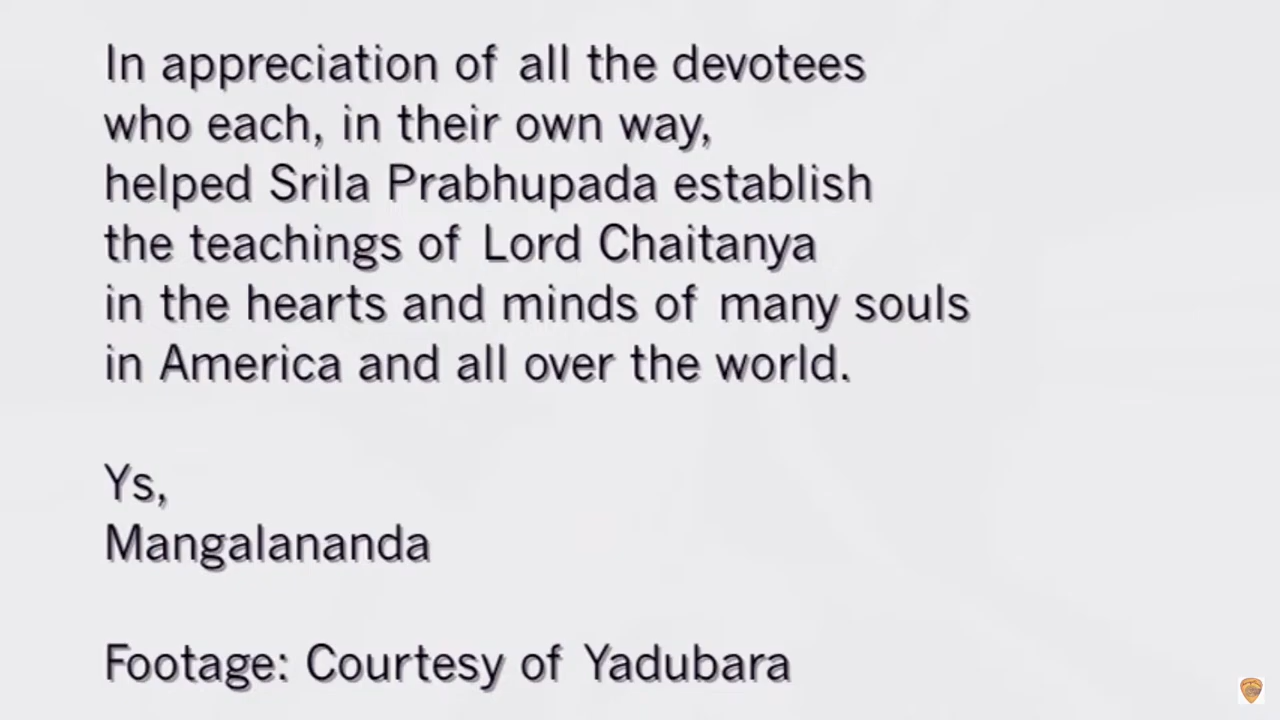 In appreciation of all the devotees
who each, in their own way,
helped Srila Prabhupada establish
the teachings of Lord Chaitanya
in the hearts and minds of many souls
in America and all over the world.
Ys,
Mangalananda
Footage: Courtesy of Yadubara